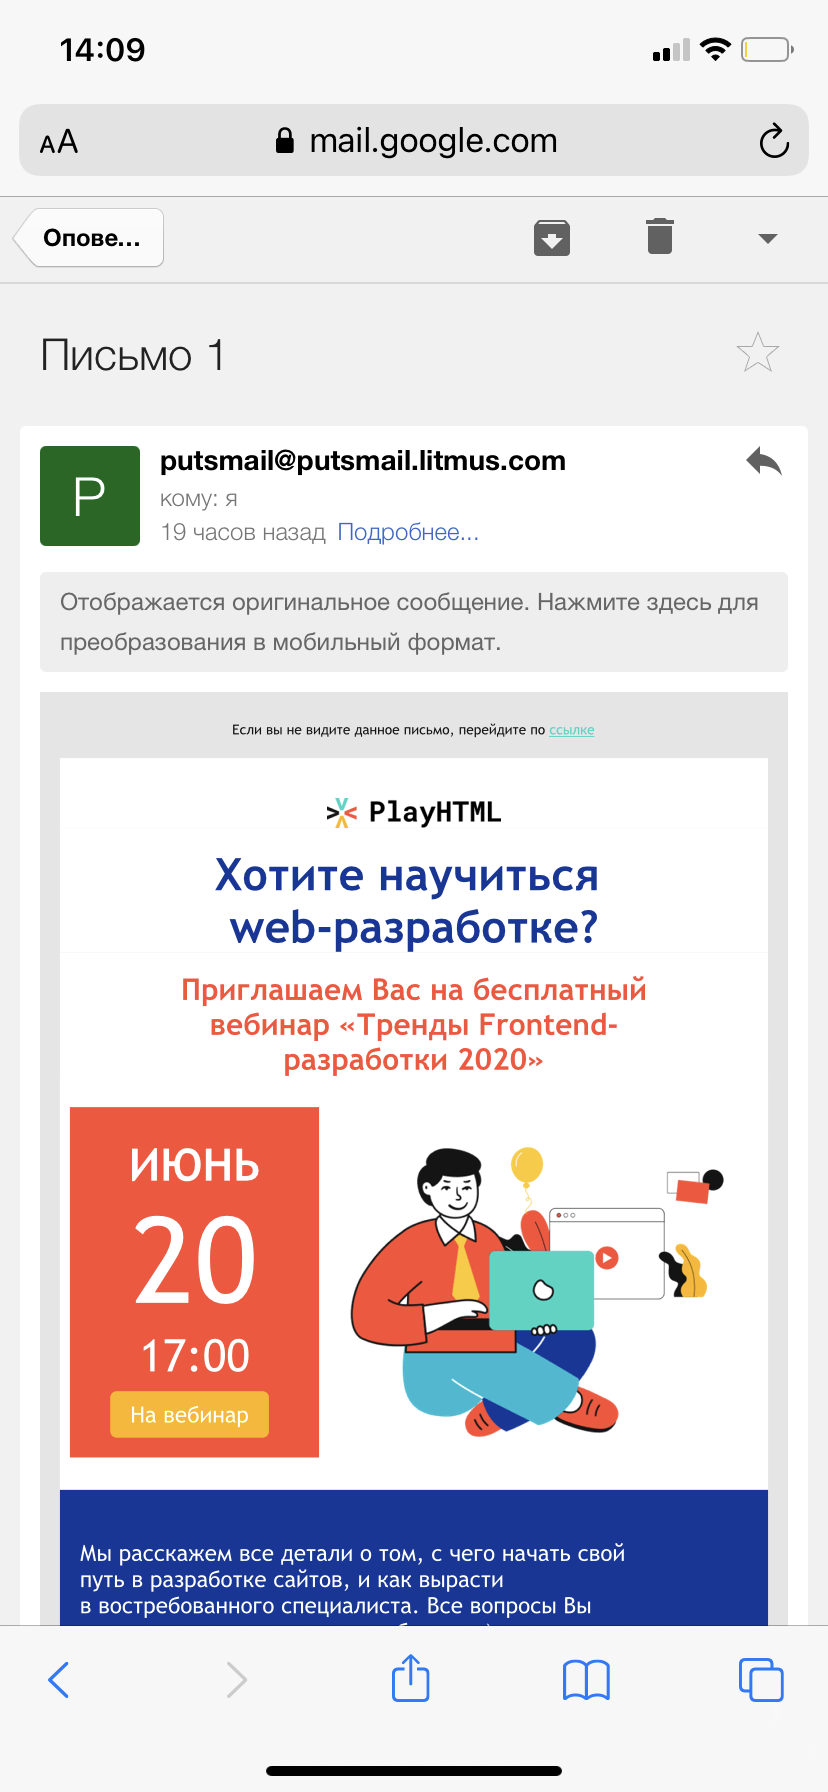 14:09
AA mail.google.com
Опове...
Письмо 1
P
putsmail@putsmail.litmus.com
кому: я
19 часов назад Подробнее...
Отображается оригинальное сообщение. Нажмите здесь для
преобразования в мобильный формат.
Если вы не видите данное письмо, перейдите по ссылке
PlayHTML
Хотите научиться
web-разработке?
Приглашаем Вас на бесплатный
вебинар «Тренды Frontend-
разработки 2020»
ИЮНЬ
20
17:00
На вебинар
Мы расскажем все детали о том, с чего начать свой
путь в разработке сайтов, и как вырасти
в востребованного специалиста. Все вопросы Вы